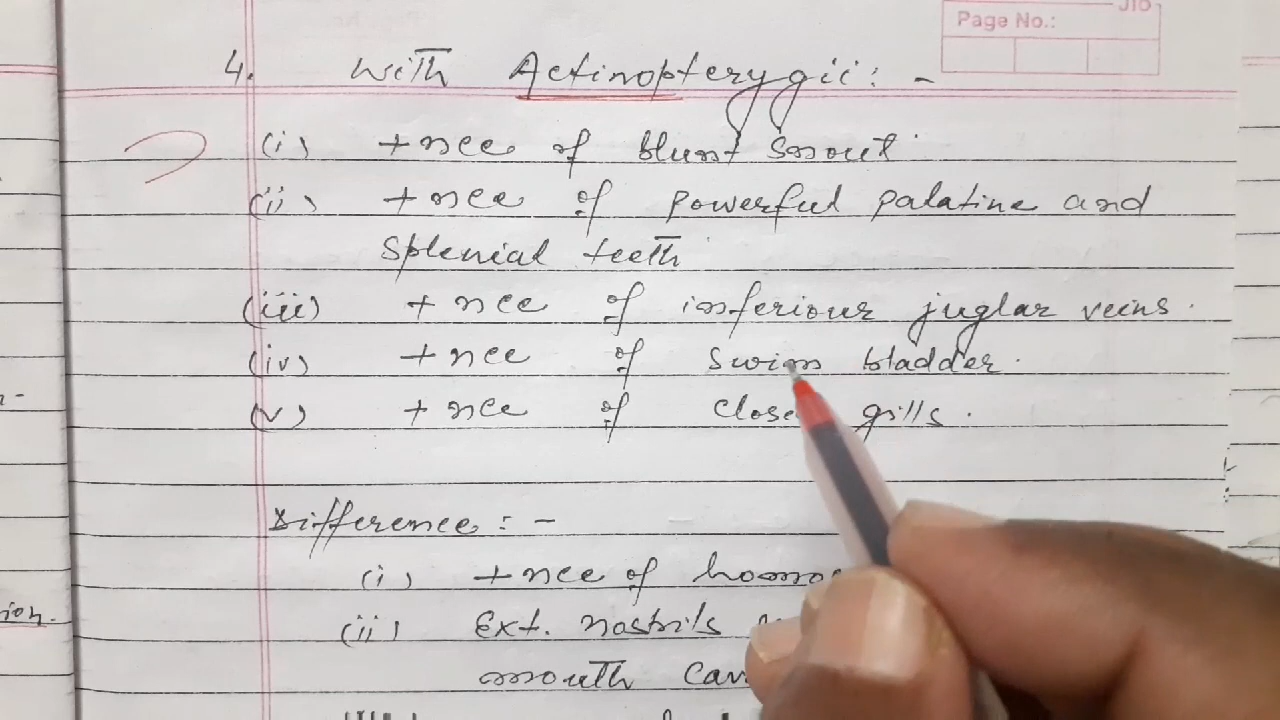 Page No.:
4. With Actinopterygii : -
(i) +nce of blunt snout.
(ii) +nce of powerful palatine and
splenial teeth
(iii) +nce of inferiour juglar veins.
(iv) +nce of swim bladder.
(v) +nce of close gills.
Difference : -
(i) +nce of
(ii) Ext. nostrils
mouth
ion.